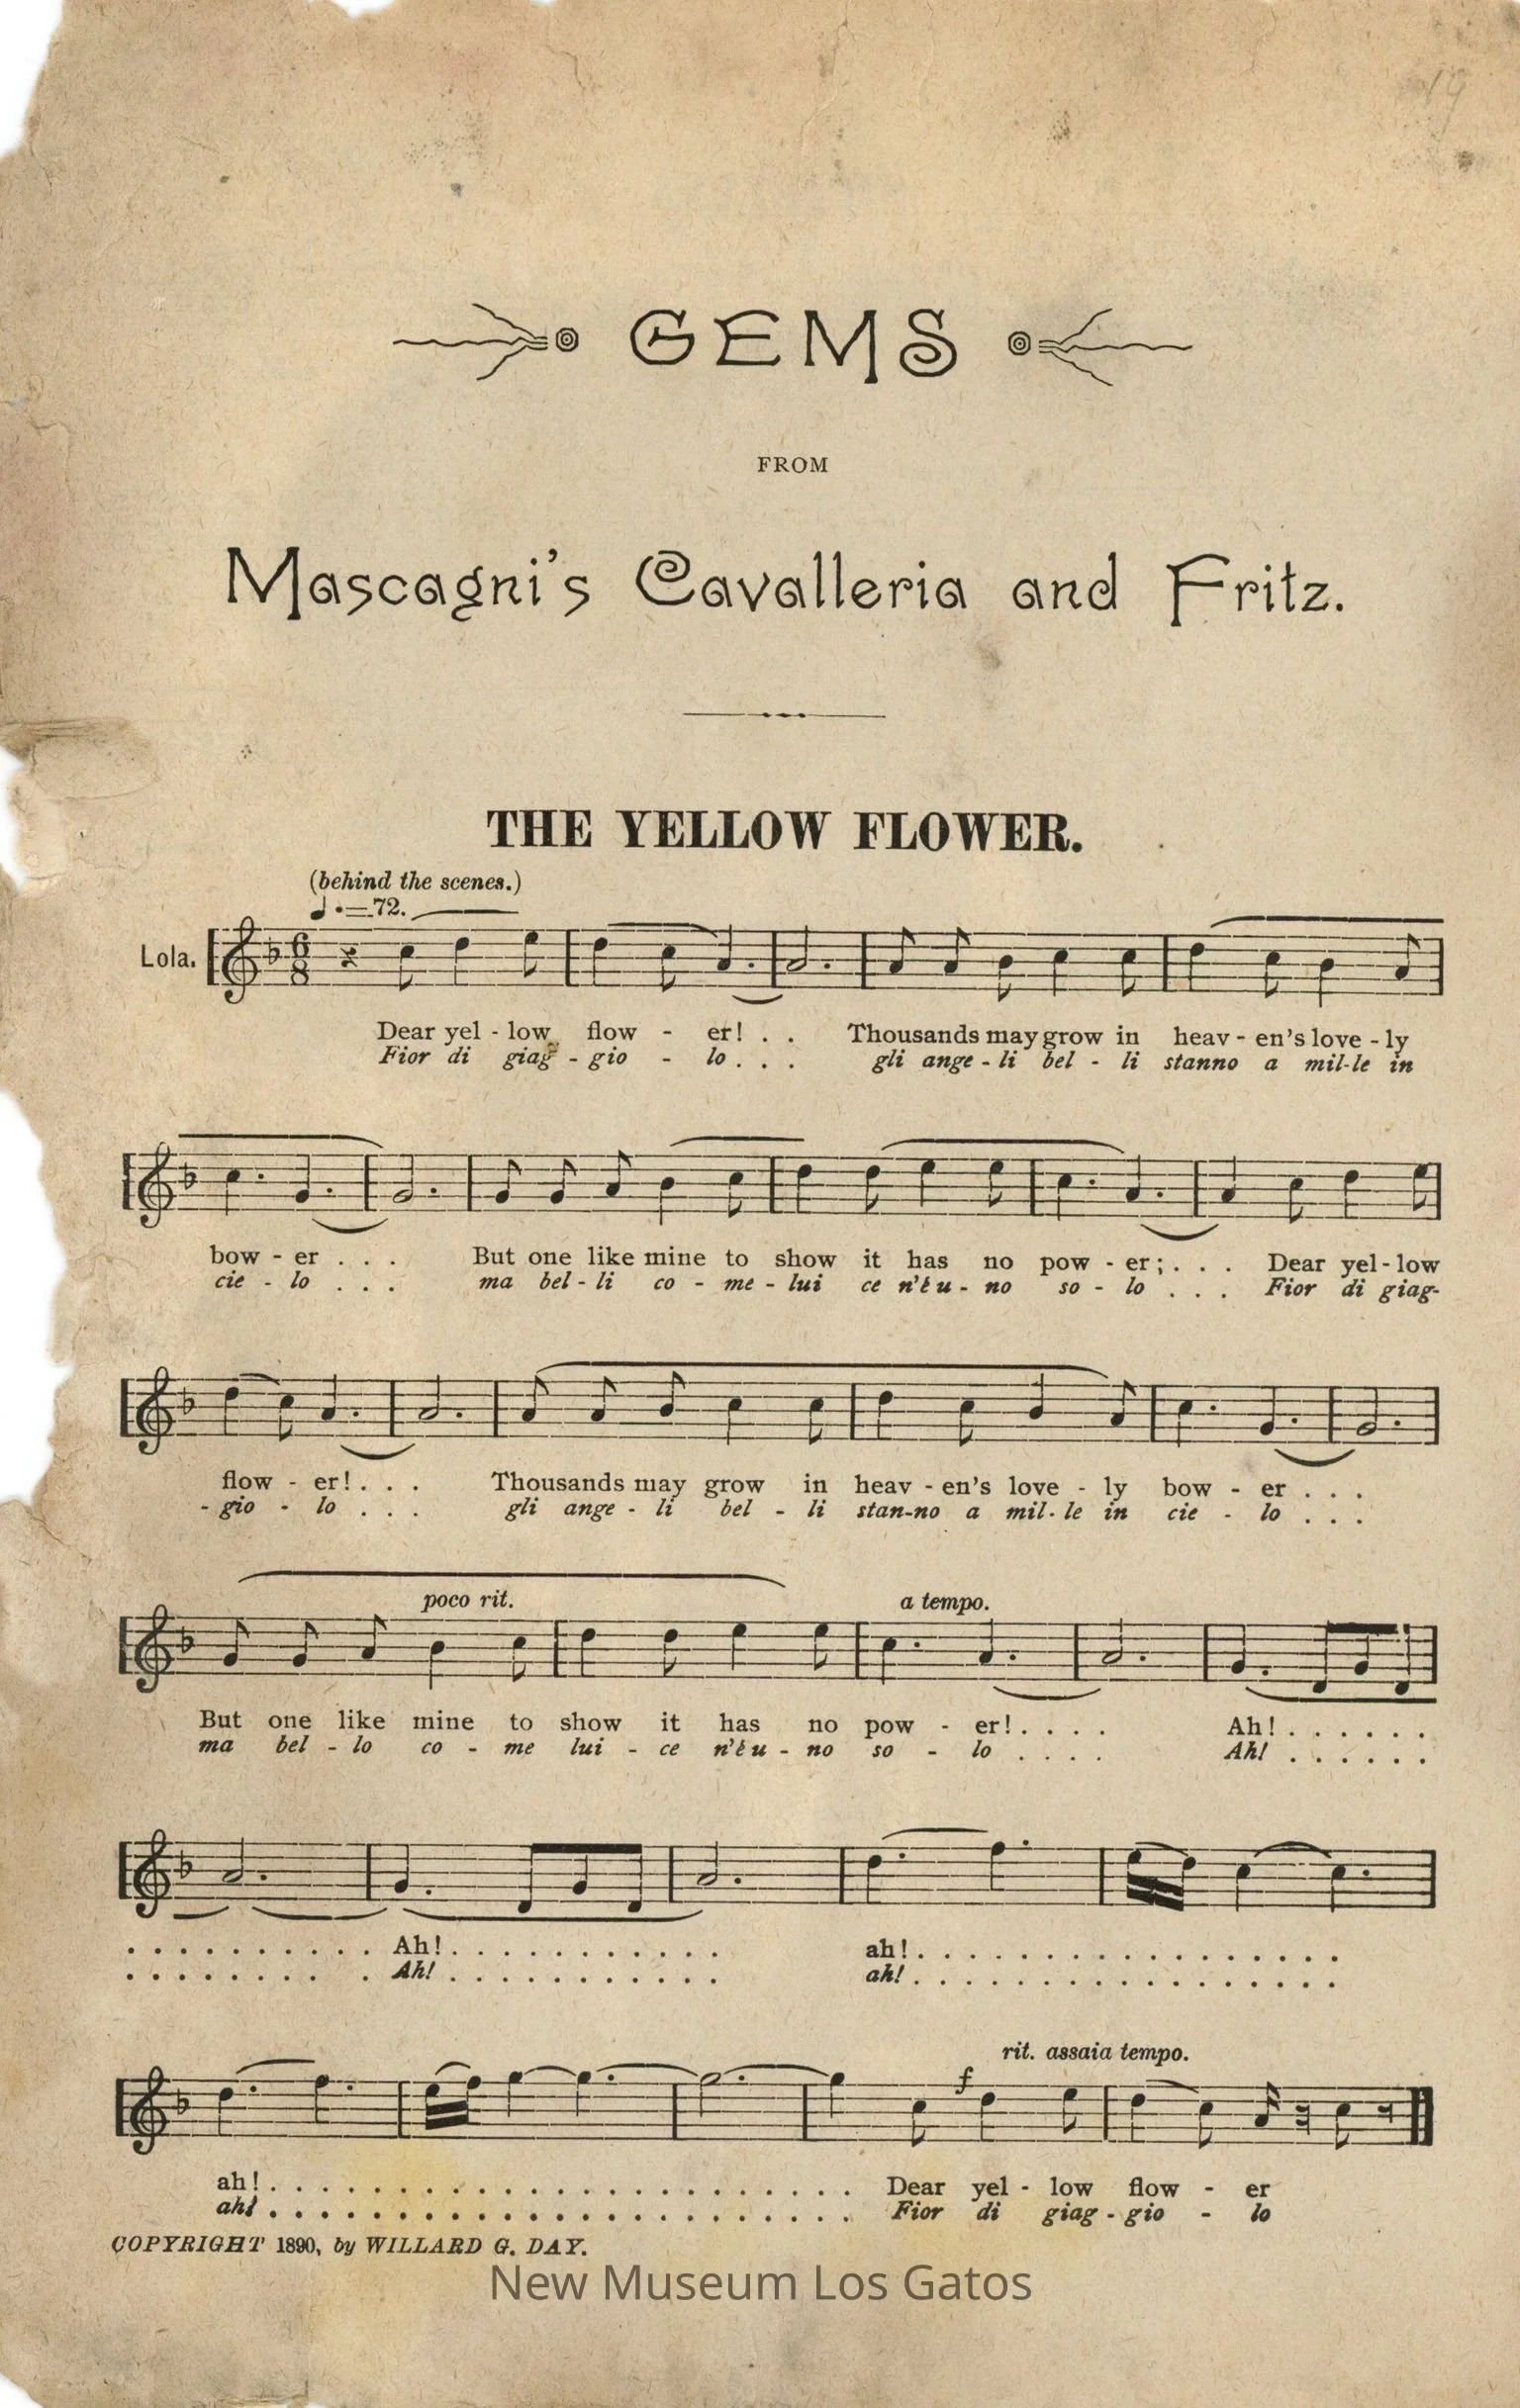 19
GEMS
FROM
Mascagni's Cavalleria and Fritz.
THE YELLOW FLOWER.
(behind the scenes.)
♩.=72.
Lola.
6
8
Dear yel - low flow - er! . .   Thousands may grow in heav - en's love - ly
Fior di giag - gio - lo . . .   gli ange - li bel - li stanno a mil-le in
bow - er . . .   But one like mine to show it has no pow - er; . . .   Dear yel - low
cie - lo . . .   ma bel - li co - me - lui ce n'è u - no so - lo . . .   Fior di giag-
flow - er! . . .   Thousands may grow in heav - en's love - ly bow - er . . .
- gio - lo . . .   gli ange - li bel - li stan-no a mil- le in cie - lo . . .
poco rit.   a tempo.
But one like mine to show it has no pow - er! . . . .   Ah! . . . . . .
ma bel - lo co - me lui - ce n'è u - no so - lo . . . .   Ah! . . . . . .
. . . . . . . . . . Ah! . . . . . . . . . . .   ah! . . . . . . . . . . . . . . . . .
. . . . . . . . . Ah! . . . . . . . . . . .   ah! . . . . . . . . . . . . . . . . .
rit. assaia tempo.
f
ah! . . . . . . . . . . . . . . . . . . . . . . .   Dear yel - low flow - er
ah! . . . . . . . . . . . . . . . . . . . . . . .   Fior di giag - gio - lo
COPYRIGHT 1890, by WILLARD G. DAY.
New Museum Los Gatos